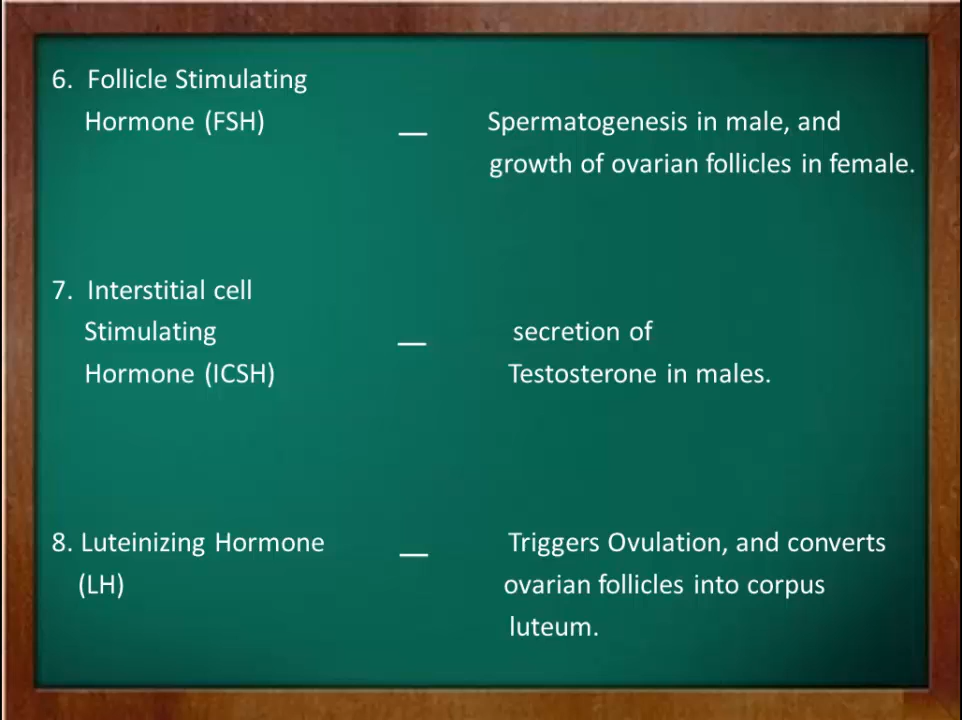 6. Follicle Stimulating
Hormone (FSH) — Spermatogenesis in male, and
growth of ovarian follicles in female.
7. Interstitial cell
Stimulating — secretion of
Hormone (ICSH) Testosterone in males.
8. Luteinizing Hormone — Triggers Ovulation, and converts
(LH) ovarian follicles into corpus
luteum.